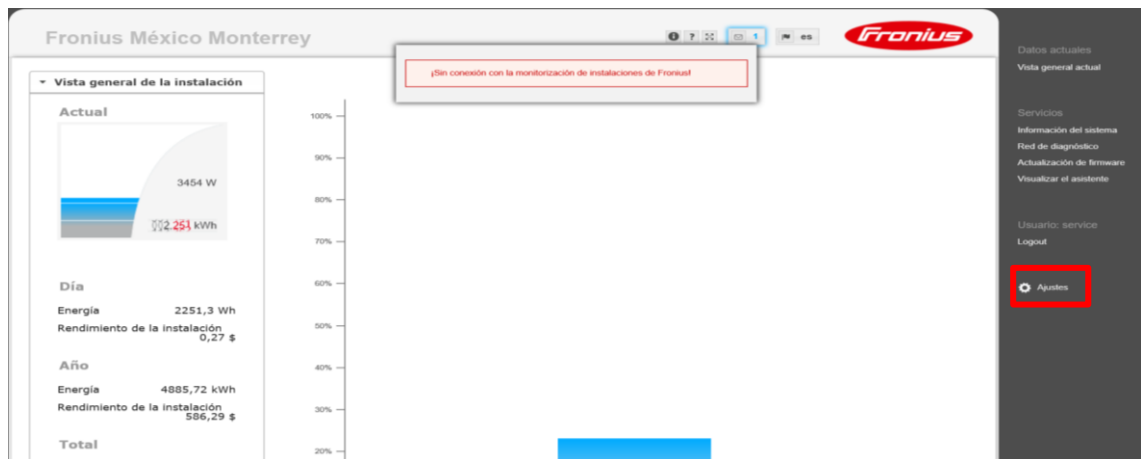 Fronius México Monterrey
1
es
Fronius
¡Sin conexión con la monitorización de instalaciones de Fronius!
Vista general de la instalación
Actual
3454 W
2.251 kWh
Día
Energía 2251,3 Wh
Rendimiento de la instalación
0,27 $
Año
Energía 4885,72 kWh
Rendimiento de la instalación
586,29 $
Total
100%
90%
80%
70%
60%
50%
40%
30%
20%
Datos actuales
Vista general actual
Servicios
Información del sistema
Red de diagnóstico
Actualización de firmware
Visualizar el asistente
Usuario: service
Logout
Ajustes